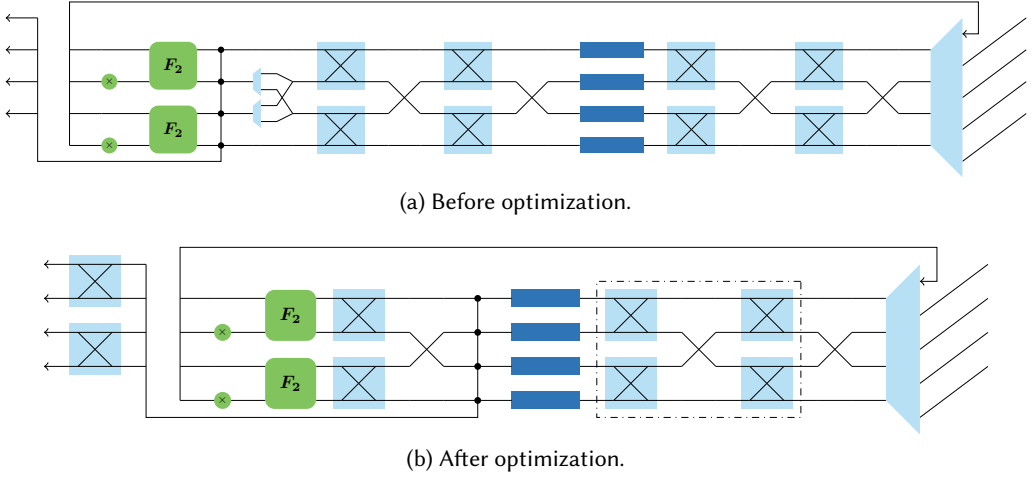 F₂
F₂
(a) Before optimization.
F₂
F₂
(b) After optimization.